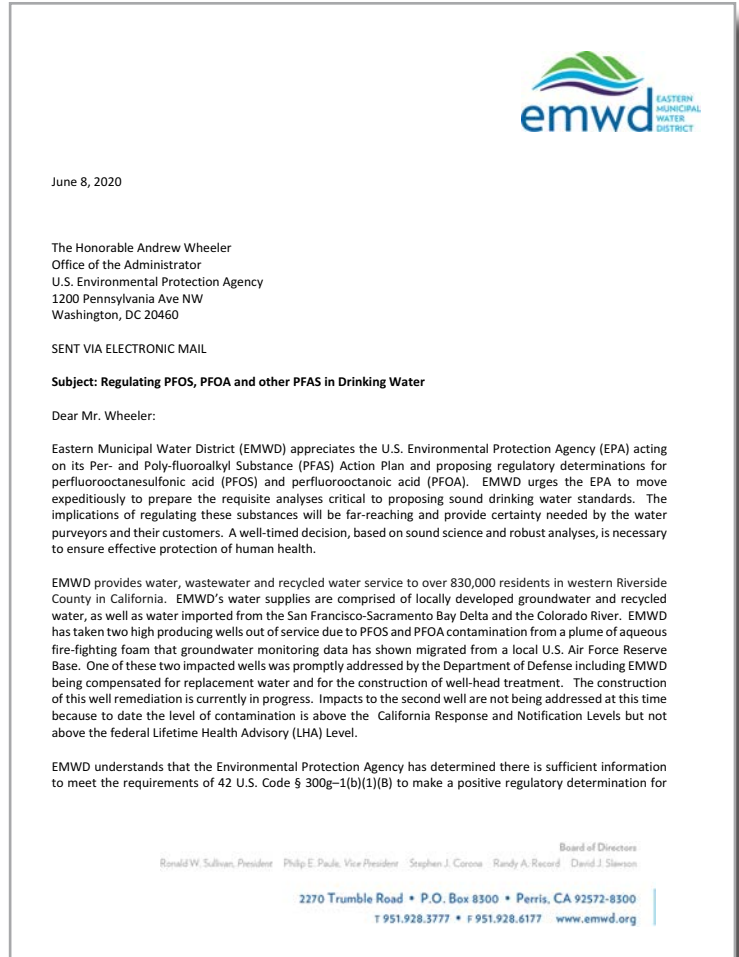 emwd
EASTERN
MUNICIPAL
WATER
DISTRICT
June 8, 2020
The Honorable Andrew Wheeler
Office of the Administrator
U.S. Environmental Protection Agency
1200 Pennsylvania Ave NW
Washington, DC 20460
SENT VIA ELECTRONIC MAIL
Subject: Regulating PFOS, PFOA and other PFAS in Drinking Water
Dear Mr. Wheeler:
Eastern Municipal Water District (EMWD) appreciates the U.S. Environmental Protection Agency (EPA) acting
on its Per- and Poly-fluoroalkyl Substance (PFAS) Action Plan and proposing regulatory determinations for
perfluorooctanesulfonic acid (PFOS) and perfluorooctanoic acid (PFOA). EMWD urges the EPA to move
expeditiously to prepare the requisite analyses critical to proposing sound drinking water standards. The
implications of regulating these substances will be far-reaching and provide certainty needed by the water
purveyors and their customers. A well-timed decision, based on sound science and robust analyses, is necessary
to ensure effective protection of human health.
EMWD provides water, wastewater and recycled water service to over 830,000 residents in western Riverside
County in California. EMWD's water supplies are comprised of locally developed groundwater and recycled
water, as well as water imported from the San Francisco-Sacramento Bay Delta and the Colorado River. EMWD
has taken two high producing wells out of service due to PFOS and PFOA contamination from a plume of aqueous
fire-fighting foam that groundwater monitoring data has shown migrated from a local U.S. Air Force Reserve
Base. One of these two impacted wells was promptly addressed by the Department of Defense including EMWD
being compensated for replacement water and for the construction of well-head treatment. The construction
of this well remediation is currently in progress. Impacts to the second well are not being addressed at this time
because to date the level of contamination is above the California Response and Notification Levels but not
above the federal Lifetime Health Advisory (LHA) Level.
EMWD understands that the Environmental Protection Agency has determined there is sufficient information
to meet the requirements of 42 U.S. Code § 300g–1(b)(1)(B) to make a positive regulatory determination for
Board of Directors
Ronald W. Sullivan, President Philip E. Paule, Vice President Stephen J. Corona Randy A. Record David J. Slawson
2270 Trumble Road • P.O. Box 8300 • Perris, CA 92572-8300
T 951.928.3777 • F 951.928.6177 www.emwd.org